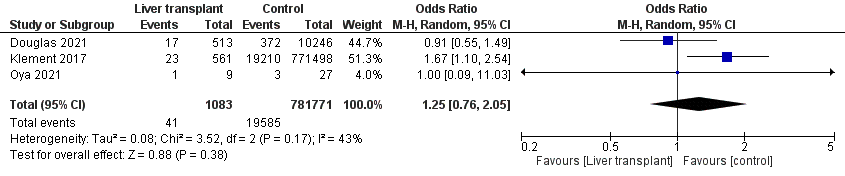 Liver transplant Control Odds Ratio Odds Ratio
Study or Subgroup Events Total Events Total Weight M-H, Random, 95% CI M-H, Random, 95% CI
Douglas 2021 17 513 372 10246 44.7% 0.91 [0.55, 1.49]
Klement 2017 23 561 19210 771498 51.3% 1.67 [1.10, 2.54]
Oya 2021 1 9 3 27 4.0% 1.00 [0.09, 11.03]
Total (95% CI) 1083 781771 100.0% 1.25 [0.76, 2.05]
Total events 41 19585
Heterogeneity: Tau² = 0.08; Chi² = 3.52, df = 2 (P = 0.17); I² = 43%
Test for overall effect: Z = 0.88 (P = 0.38)
0.2 0.5 1 2 5
Favours [Liver transplant] Favours [control]